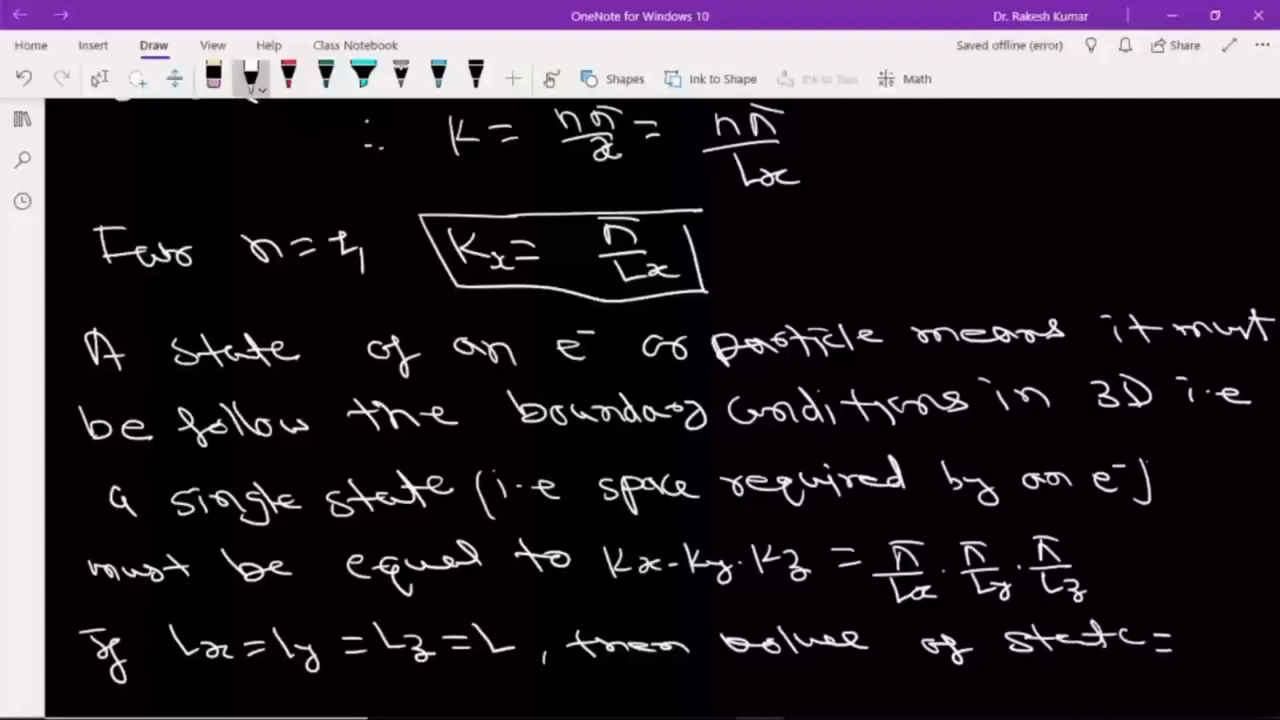 OneNote for Windows 10
Dr. Rakesh Kumar
Home Insert Draw View Help Class Notebook
Saved offline (error) Share
Shapes Ink to Shape Ink to Text Math
∴ K = nπ/a = nπ/Lx
For n=1, Kx = π/Lx
A state of an e⁻ or particle means it must
be follow the boundary conditions in 3D i.e
a single state (i.e space required by an e⁻)
must be equal to Kx.Ky.Kz = π/Lx . π/Ly . π/Lz
If Lx = Ly = Lz = L, then volume of state =